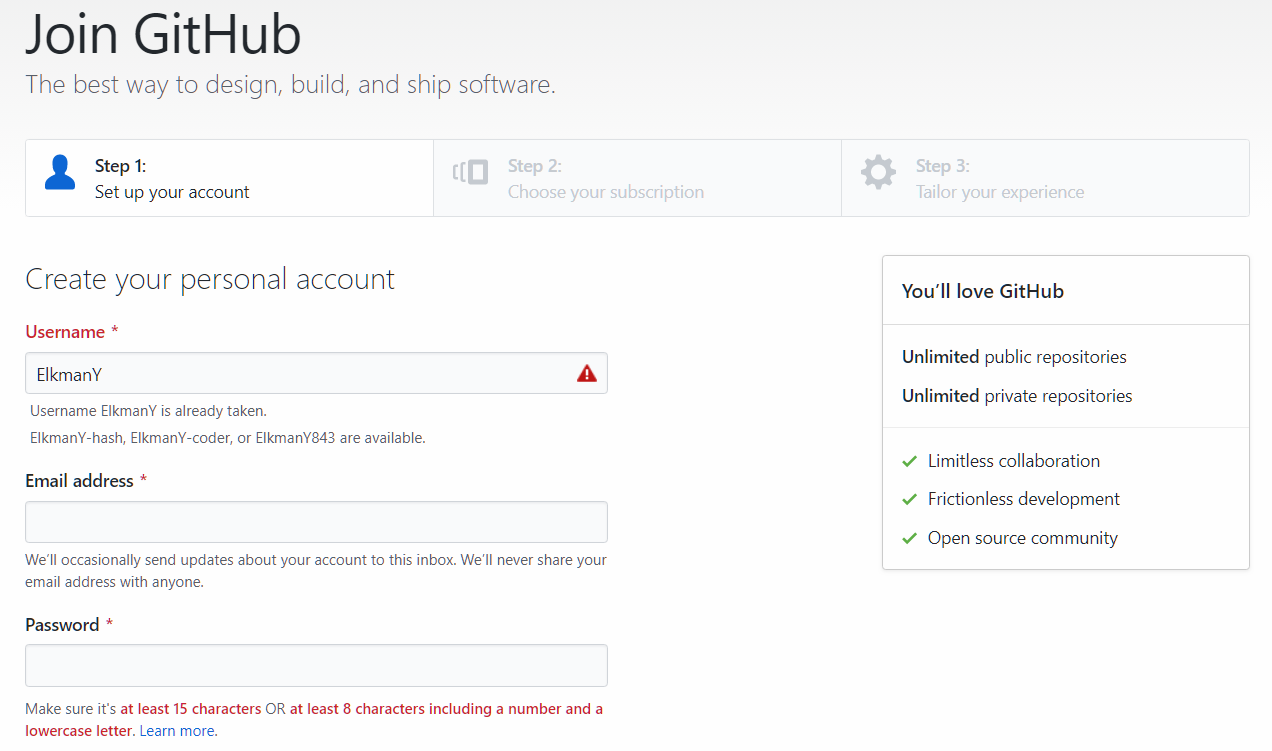 Join GitHub
The best way to design, build, and ship software.
Step 1:
Set up your account
Step 2:
Choose your subscription
Step 3:
Tailor your experience
Create your personal account
Username *
ElkmanY
Username ElkmanY is already taken.
ElkmanY-hash, ElkmanY-coder, or ElkmanY843 are available.
Email address *
We'll occasionally send updates about your account to this inbox. We'll never share your
email address with anyone.
Password *
Make sure it's at least 15 characters OR at least 8 characters including a number and a
lowercase letter. Learn more.
You'll love GitHub
Unlimited public repositories
Unlimited private repositories
Limitless collaboration
Frictionless development
Open source community